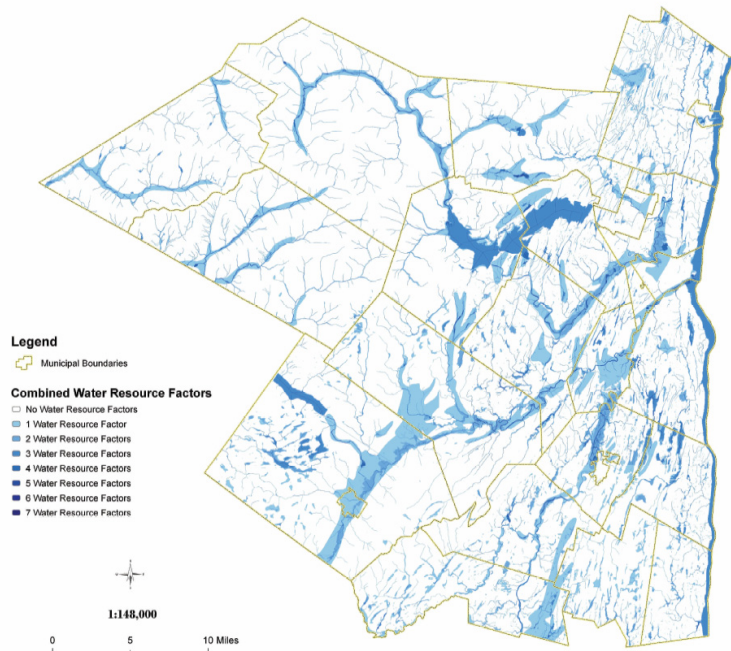 Legend
Municipal Boundaries
Combined Water Resource Factors
No Water Resource Factors
1 Water Resource Factor
2 Water Resource Factors
3 Water Resource Factors
4 Water Resource Factors
5 Water Resource Factors
6 Water Resource Factors
7 Water Resource Factors
1:148,000
0 5 10 Miles